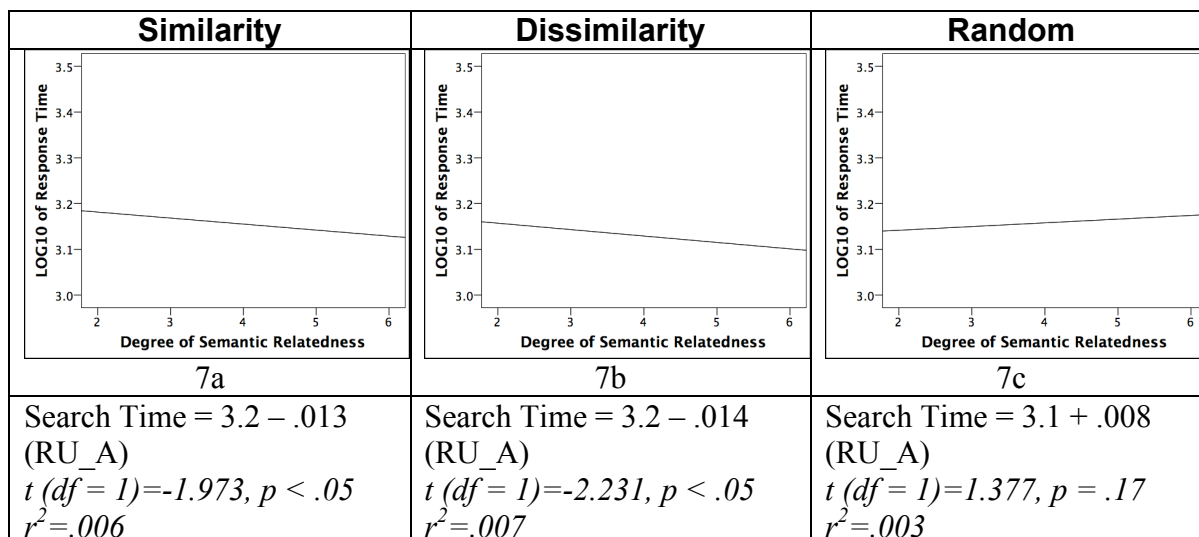 Similarity
Dissimilarity
Random
3.5
3.4
3.3
3.2
3.1
3.0
LOG10 of Response Time
2 3 4 5 6
Degree of Semantic Relatedness
7a
3.5
3.4
3.3
3.2
3.1
3.0
LOG10 of Response Time
2 3 4 5 6
Degree of Semantic Relatedness
7b
3.5
3.4
3.3
3.2
3.1
3.0
LOG10 of Response Time
2 3 4 5 6
Degree of Semantic Relatedness
7c
Search Time = 3.2 – .013
(RU_A)
t (df = 1)=-1.973, p < .05
r²=.006
Search Time = 3.2 – .014
(RU_A)
t (df = 1)=-2.231, p < .05
r²=.007
Search Time = 3.1 + .008
(RU_A)
t (df = 1)=1.377, p = .17
r²=.003